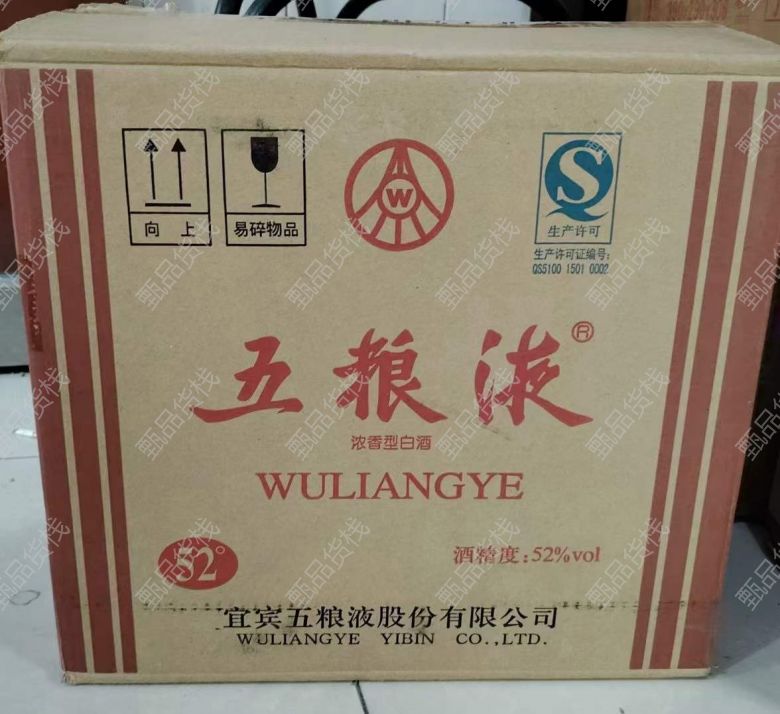 向 上
易碎物品
W
S
生产许可
生产许可证编号:
QS5100 1501 0002
五粮液®
浓香型白酒
WULIANGYE
52°
酒精度:52%vol
宜宾五粮液股份有限公司
WULIANGYE YIBIN CO.,LTD.
甄品货栈